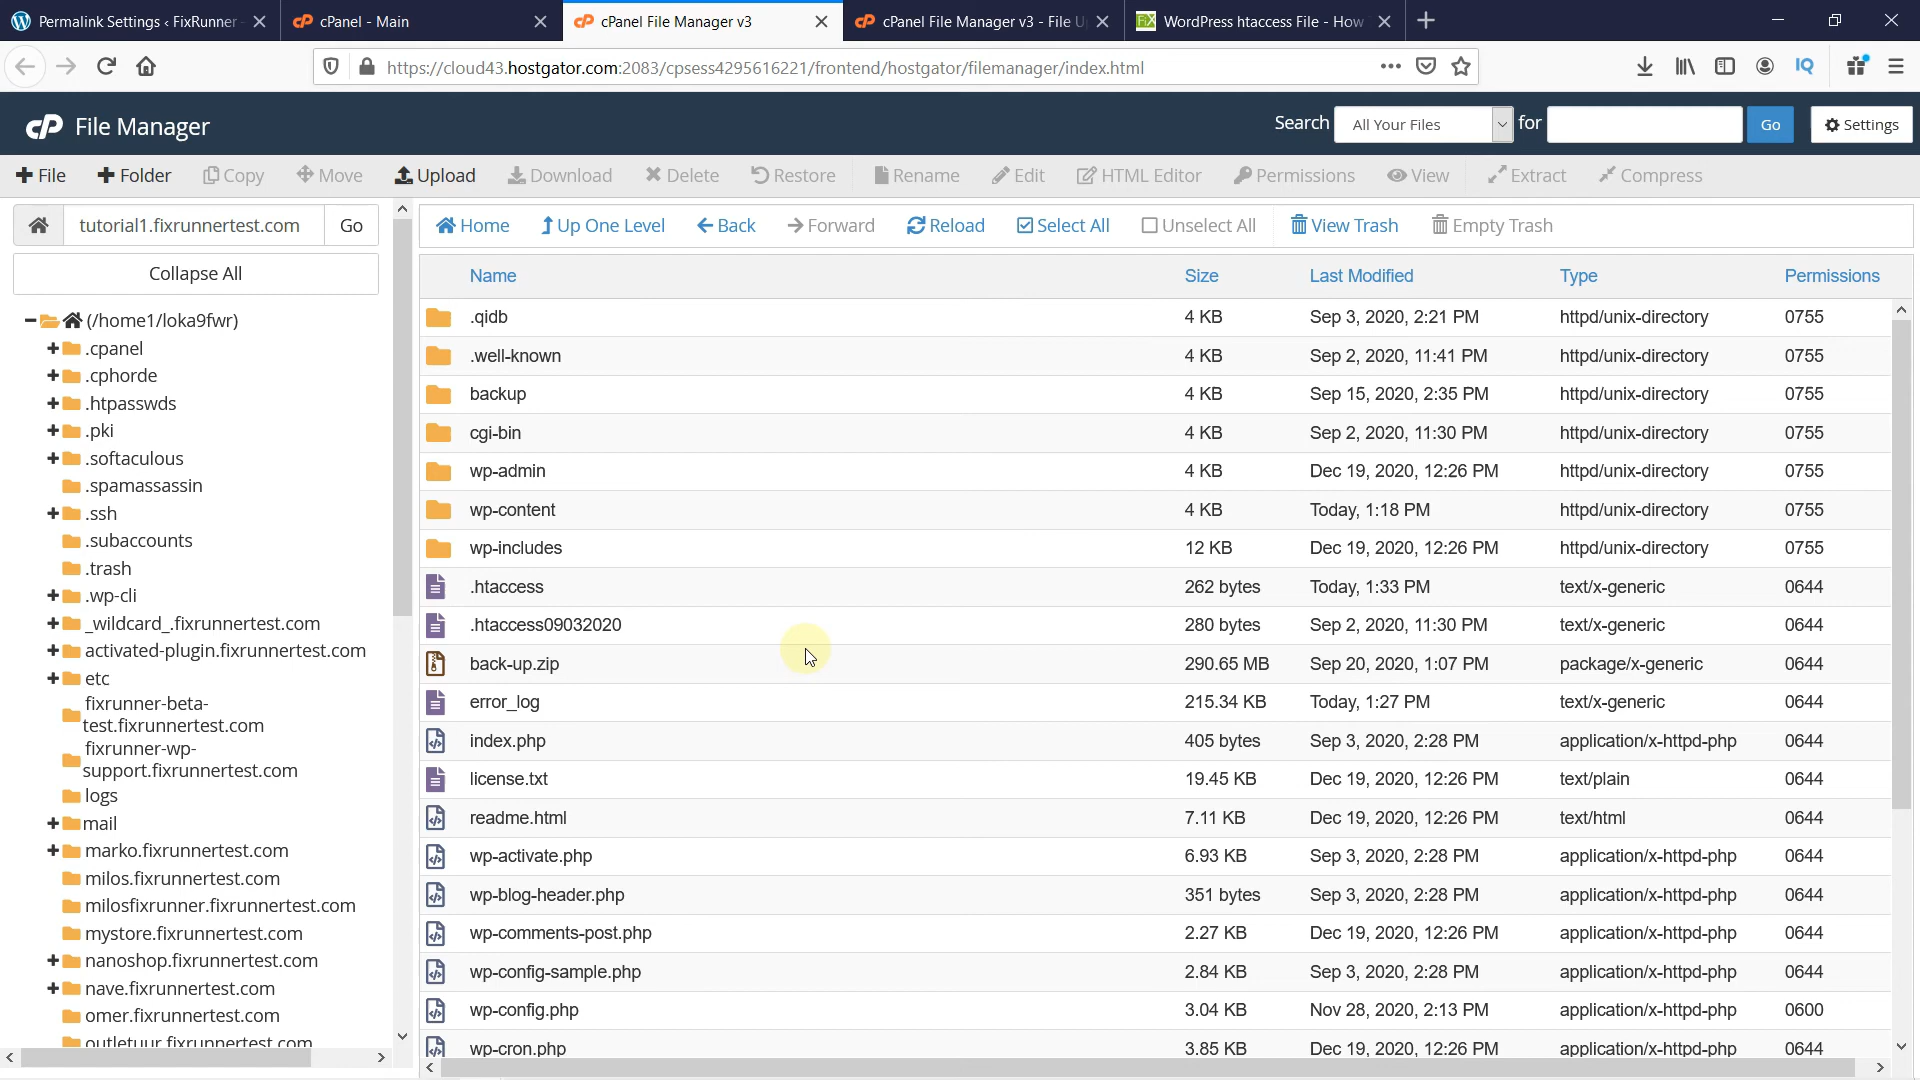 Permalink Settings ‹ FixRunner
cPanel - Main
cPanel File Manager v3
cPanel File Manager v3 - File U
WordPress htaccess File - How
https://cloud43.hostgator.com:2083/cpsess4295616221/frontend/hostgator/filemanager/index.html
cP File Manager
Search All Your Files for Go Settings
File Folder Copy Move Upload Download Delete Restore Rename Edit HTML Editor Permissions View Extract Compress
tutorial1.fixrunnertest.com Go
Home Up One Level Back Forward Reload Select All Unselect All View Trash Empty Trash
Collapse All
(/home1/loka9fwr)
.cpanel
.cphorde
.htpasswds
.pki
.softaculous
.spamassassin
.ssh
.subaccounts
.trash
.wp-cli
_wildcard_.fixrunnertest.com
activated-plugin.fixrunnertest.com
etc
fixrunner-beta-
test.fixrunnertest.com
fixrunner-wp-
support.fixrunnertest.com
logs
mail
marko.fixrunnertest.com
milos.fixrunnertest.com
milosfixrunner.fixrunnertest.com
mystore.fixrunnertest.com
nanoshop.fixrunnertest.com
nave.fixrunnertest.com
omer.fixrunnertest.com
outletuur.fixrunnertest.com
Name Size Last Modified Type Permissions
.qidb 4 KB Sep 3, 2020, 2:21 PM httpd/unix-directory 0755
.well-known 4 KB Sep 2, 2020, 11:41 PM httpd/unix-directory 0755
backup 4 KB Sep 15, 2020, 2:35 PM httpd/unix-directory 0755
cgi-bin 4 KB Sep 2, 2020, 11:30 PM httpd/unix-directory 0755
wp-admin 4 KB Dec 19, 2020, 12:26 PM httpd/unix-directory 0755
wp-content 4 KB Today, 1:18 PM httpd/unix-directory 0755
wp-includes 12 KB Dec 19, 2020, 12:26 PM httpd/unix-directory 0755
.htaccess 262 bytes Today, 1:33 PM text/x-generic 0644
.htaccess09032020 280 bytes Sep 2, 2020, 11:30 PM text/x-generic 0644
back-up.zip 290.65 MB Sep 20, 2020, 1:07 PM package/x-generic 0644
error_log 215.34 KB Today, 1:27 PM text/x-generic 0644
index.php 405 bytes Sep 3, 2020, 2:28 PM application/x-httpd-php 0644
license.txt 19.45 KB Dec 19, 2020, 12:26 PM text/plain 0644
readme.html 7.11 KB Dec 19, 2020, 12:26 PM text/html 0644
wp-activate.php 6.93 KB Sep 3, 2020, 2:28 PM application/x-httpd-php 0644
wp-blog-header.php 351 bytes Sep 3, 2020, 2:28 PM application/x-httpd-php 0644
wp-comments-post.php 2.27 KB Dec 19, 2020, 12:26 PM application/x-httpd-php 0644
wp-config-sample.php 2.84 KB Sep 3, 2020, 2:28 PM application/x-httpd-php 0644
wp-config.php 3.04 KB Nov 28, 2020, 2:13 PM application/x-httpd-php 0600
wp-cron.php 3.85 KB Dec 19, 2020, 12:26 PM application/x-httpd-php 0644